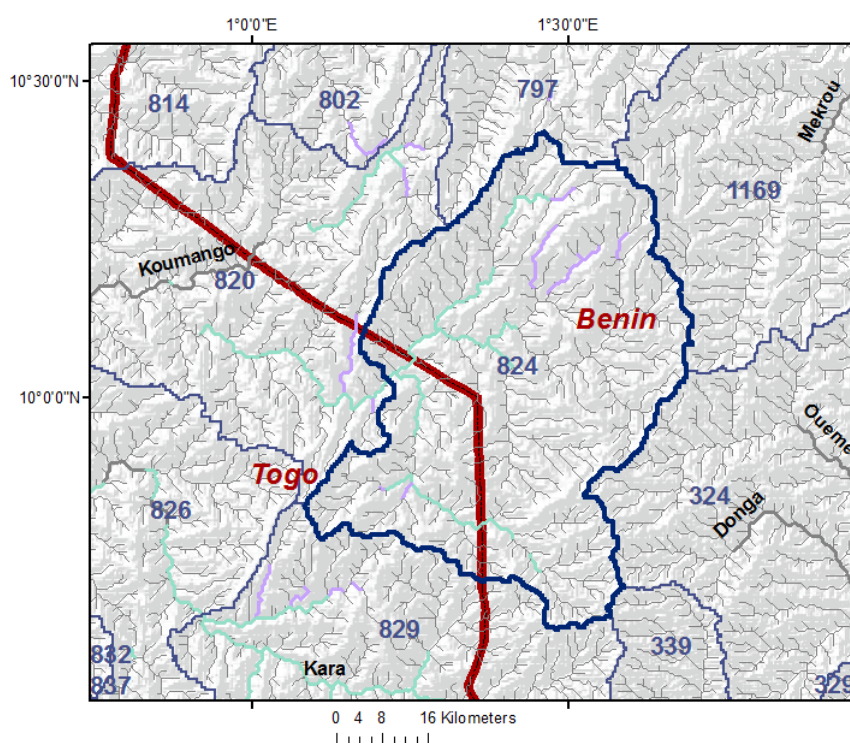 1°0'0"E
1°30'0"E
10°30'0"N
814
802
797
Mekrou
1169
Koumango
820
Benin
824
10°0'0"N
Togo
Oueme
826
324
Donga
829
832
339
Kara
837
329
0 4 8 16 Kilometers